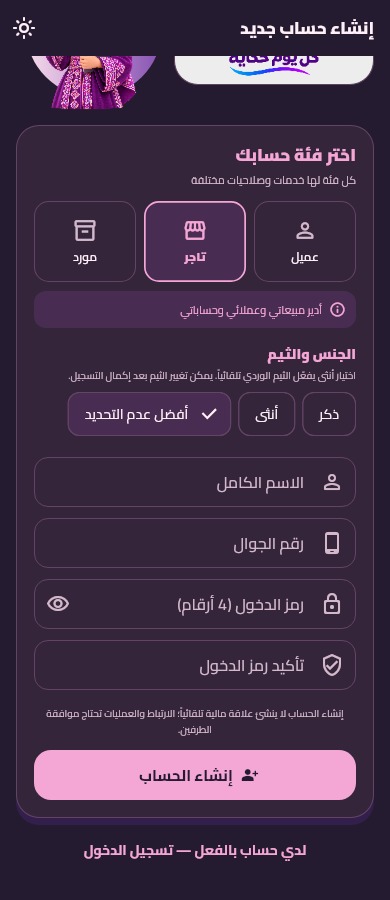 إنشاء حساب جديد
كل يوم حكاية
اختر فئة حسابك
كل فئة لها خدمات وصلاحيات مختلفة
عميل
تاجر
مورد
أدير مبيعاتي وعملائي وحساباتي
الجنس والثيم
اختيار أنثى يفعّل الثيم الوردي تلقائياً. يمكن تغيير الثيم بعد إكمال التسجيل.
ذكر
أنثى
أفضل عدم التحديد
الاسم الكامل
رقم الجوال
رمز الدخول (4 أرقام)
تأكيد رمز الدخول
إنشاء الحساب لا ينشئ علاقة مالية تلقائياً؛ الارتباط والعمليات تحتاج موافقة
الطرفين.
إنشاء الحساب
لدي حساب بالفعل — تسجيل الدخول